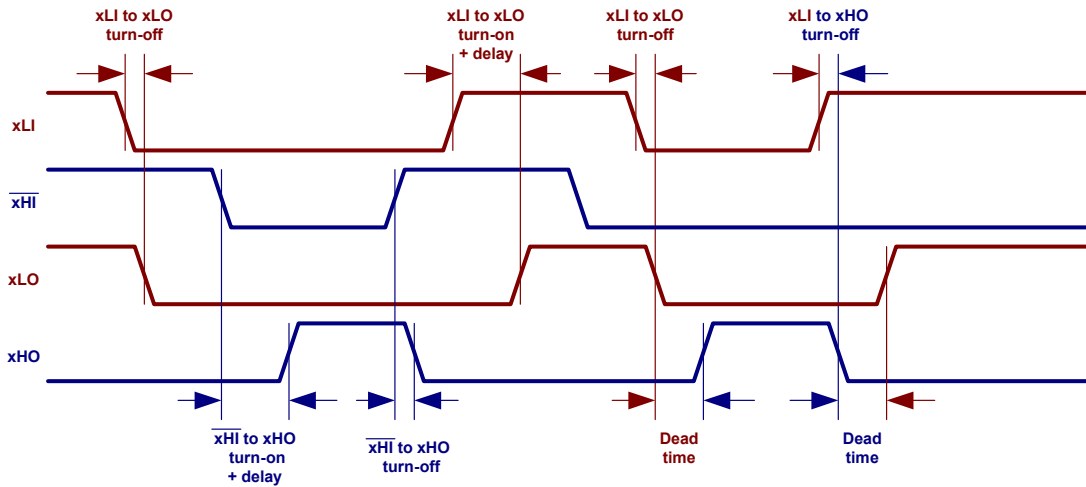 xLI to xLO
turn-off
xLI to xLO
turn-on
+ delay
xLI to xLO
turn-off
xLI to xHO
turn-off
xLI
xHI
xLO
xHO
xHI to xHO
turn-on
+ delay
xHI to xHO
turn-off
Dead
time
Dead
time